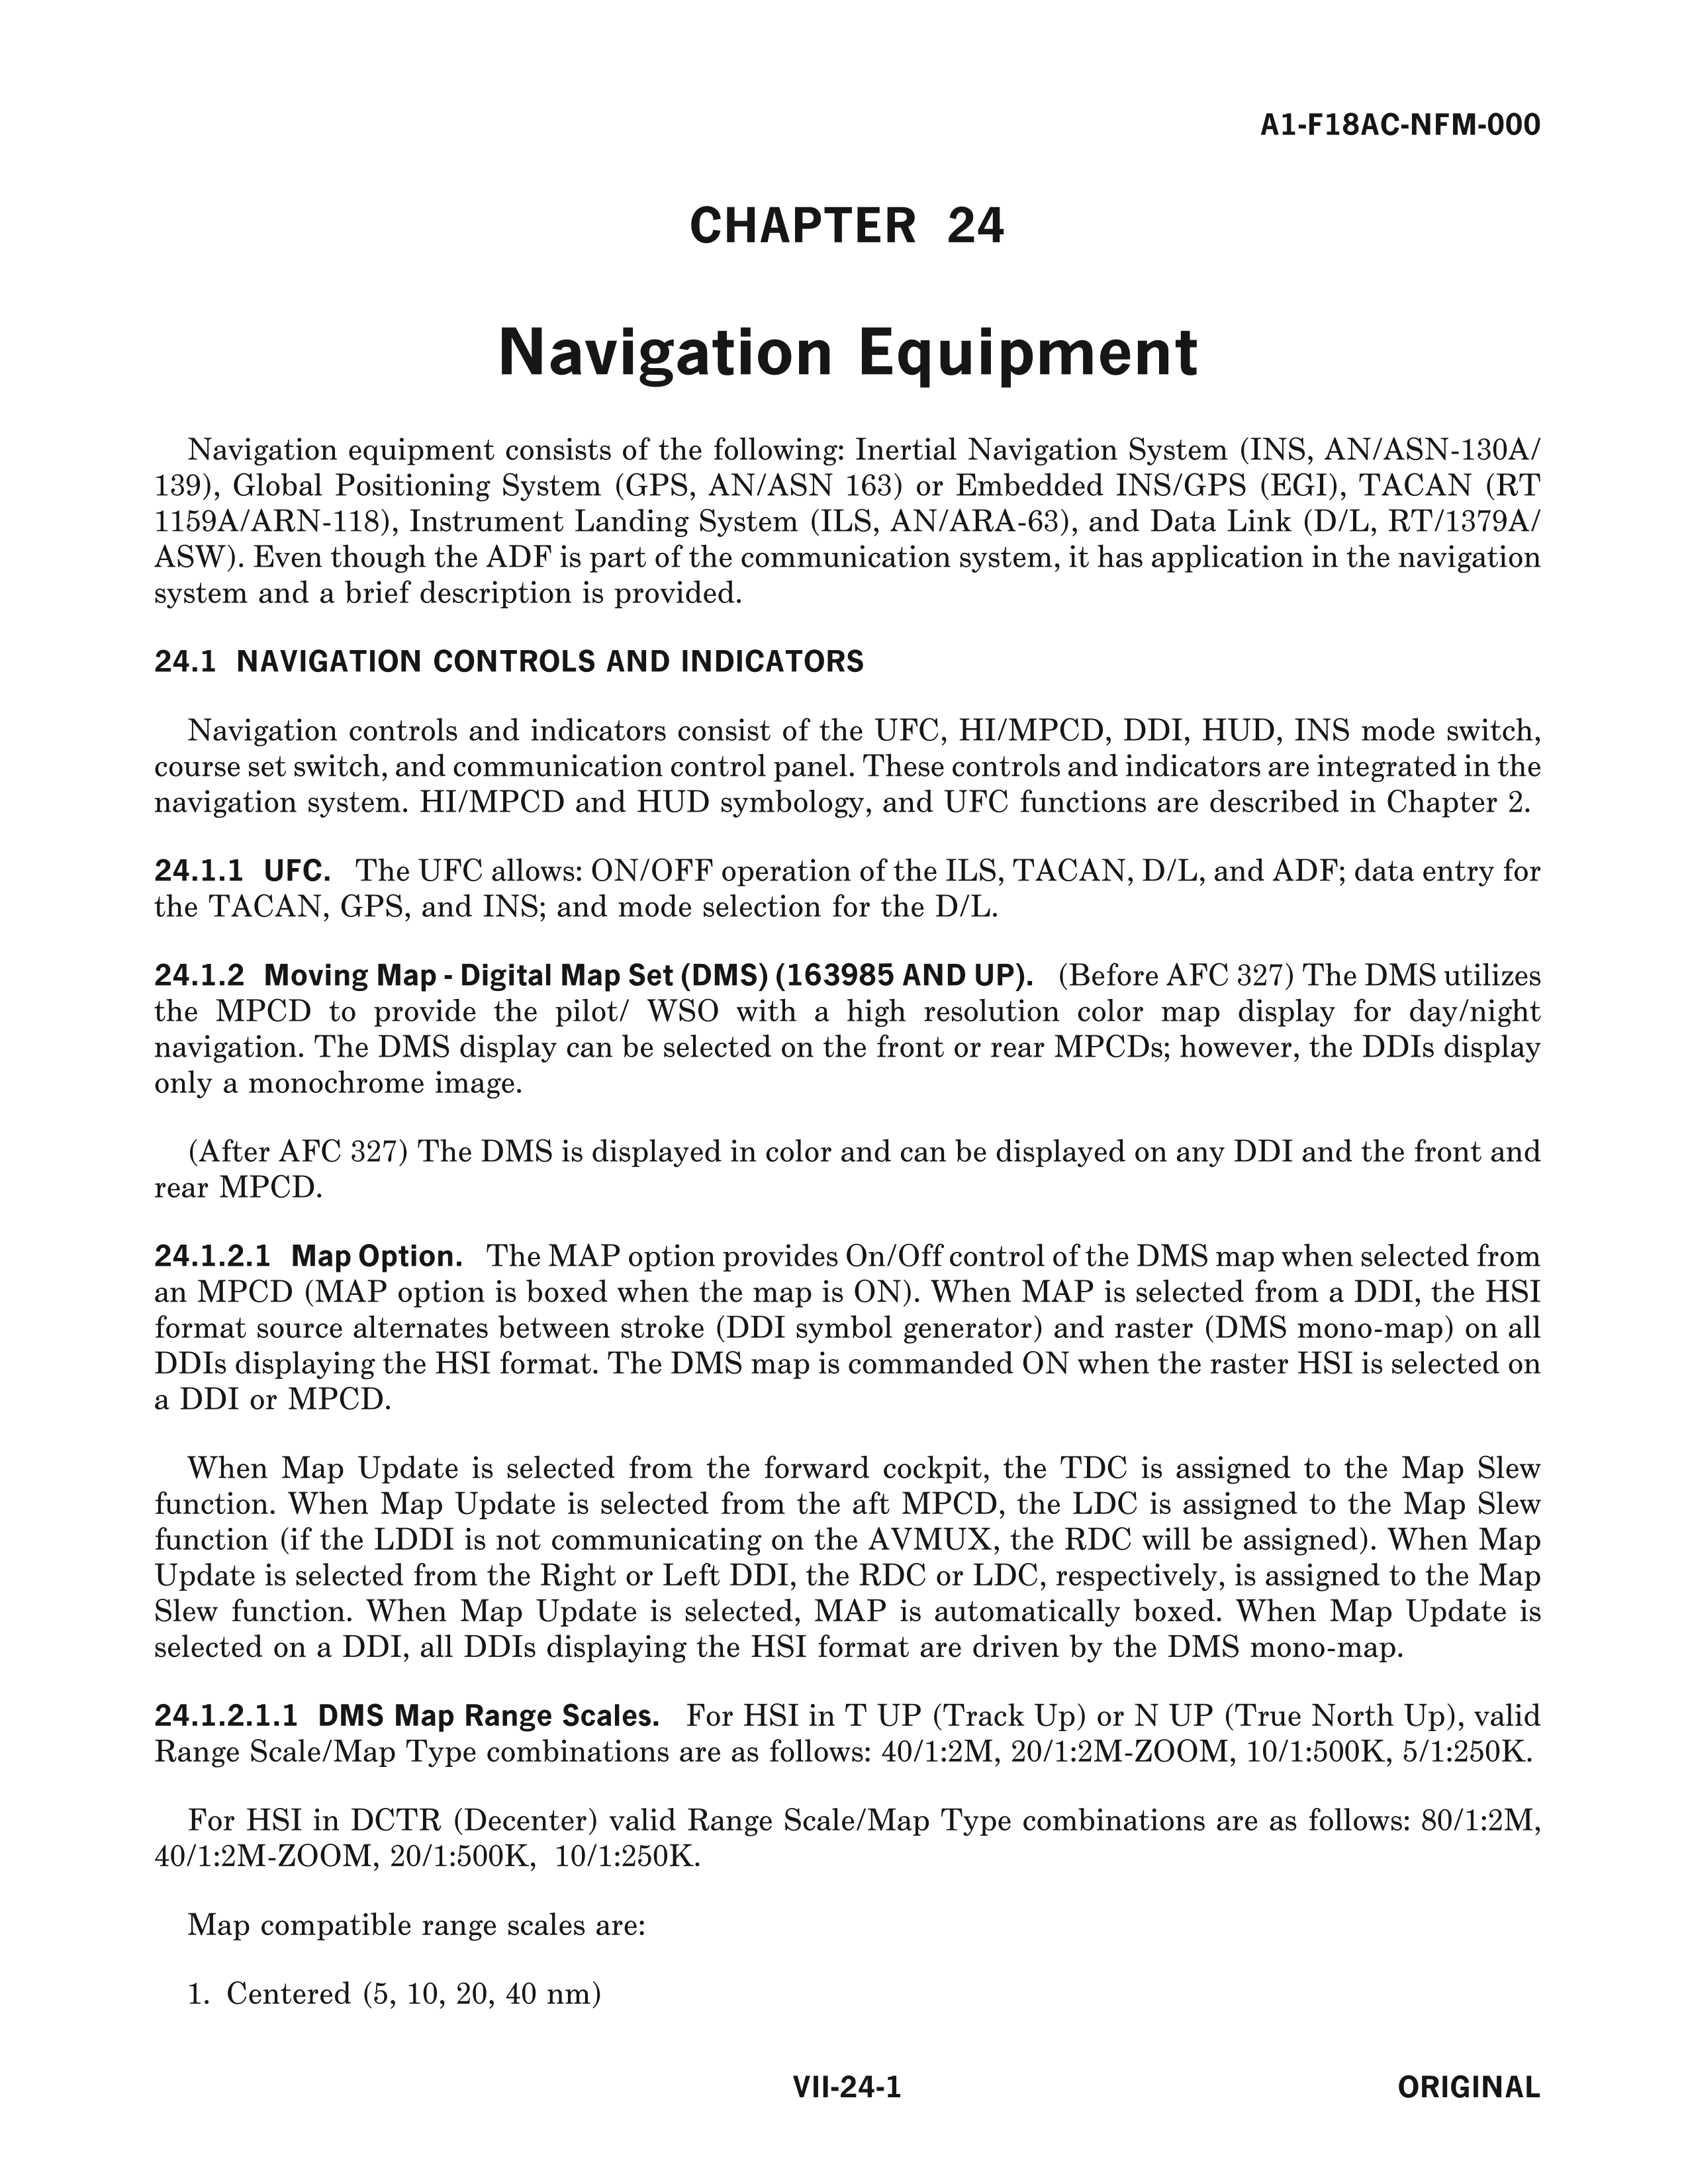 A1-F18AC-NFM-000
CHAPTER 24
Navigation Equipment
Navigation equipment consists of the following: Inertial Navigation System (INS, AN/ASN-130A/
139), Global Positioning System (GPS, AN/ASN 163) or Embedded INS/GPS (EGI), TACAN (RT
1159A/ARN-118), Instrument Landing System (ILS, AN/ARA-63), and Data Link (D/L, RT/1379A/
ASW). Even though the ADF is part of the communication system, it has application in the navigation
system and a brief description is provided.
24.1 NAVIGATION CONTROLS AND INDICATORS
Navigation controls and indicators consist of the UFC, HI/MPCD, DDI, HUD, INS mode switch,
course set switch, and communication control panel. These controls and indicators are integrated in the
navigation system. HI/MPCD and HUD symbology, and UFC functions are described in Chapter 2.
24.1.1 UFC. The UFC allows: ON/OFF operation of the ILS, TACAN, D/L, and ADF; data entry for
the TACAN, GPS, and INS; and mode selection for the D/L.
24.1.2 Moving Map - Digital Map Set (DMS) (163985 AND UP). (Before AFC 327) The DMS utilizes
the MPCD to provide the pilot/ WSO with a high resolution color map display for day/night
navigation. The DMS display can be selected on the front or rear MPCDs; however, the DDIs display
only a monochrome image.
(After AFC 327) The DMS is displayed in color and can be displayed on any DDI and the front and
rear MPCD.
24.1.2.1 Map Option. The MAP option provides On/Off control of the DMS map when selected from
an MPCD (MAP option is boxed when the map is ON). When MAP is selected from a DDI, the HSI
format source alternates between stroke (DDI symbol generator) and raster (DMS mono-map) on all
DDIs displaying the HSI format. The DMS map is commanded ON when the raster HSI is selected on
a DDI or MPCD.
When Map Update is selected from the forward cockpit, the TDC is assigned to the Map Slew
function. When Map Update is selected from the aft MPCD, the LDC is assigned to the Map Slew
function (if the LDDI is not communicating on the AVMUX, the RDC will be assigned). When Map
Update is selected from the Right or Left DDI, the RDC or LDC, respectively, is assigned to the Map
Slew function. When Map Update is selected, MAP is automatically boxed. When Map Update is
selected on a DDI, all DDIs displaying the HSI format are driven by the DMS mono-map.
24.1.2.1.1 DMS Map Range Scales. For HSI in T UP (Track Up) or N UP (True North Up), valid
Range Scale/Map Type combinations are as follows: 40/1:2M, 20/1:2M-ZOOM, 10/1:500K, 5/1:250K.
For HSI in DCTR (Decenter) valid Range Scale/Map Type combinations are as follows: 80/1:2M,
40/1:2M-ZOOM, 20/1:500K, 10/1:250K.
Map compatible range scales are:
1. Centered (5, 10, 20, 40 nm)
VII-24-1
ORIGINAL